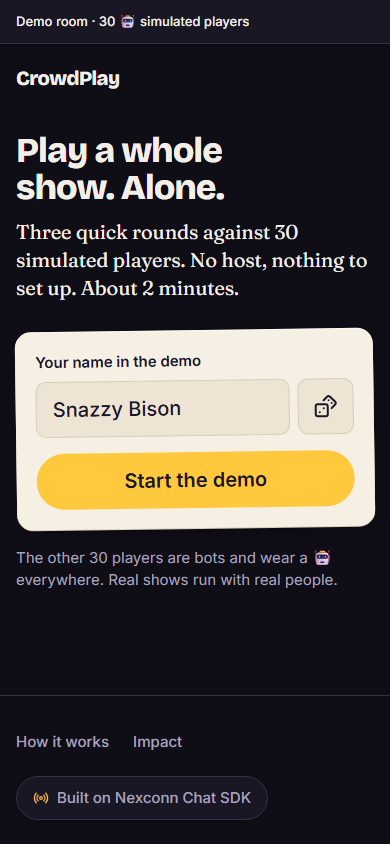 Demo room · 30 🤖 simulated players
CrowdPlay
Play a whole
show. Alone.
Three quick rounds against 30
simulated players. No host, nothing to
set up. About 2 minutes.
Your name in the demo
Snazzy Bison
Start the demo
The other 30 players are bots and wear a 🤖
everywhere. Real shows run with real people.
How it works Impact
Built on Nexconn Chat SDK